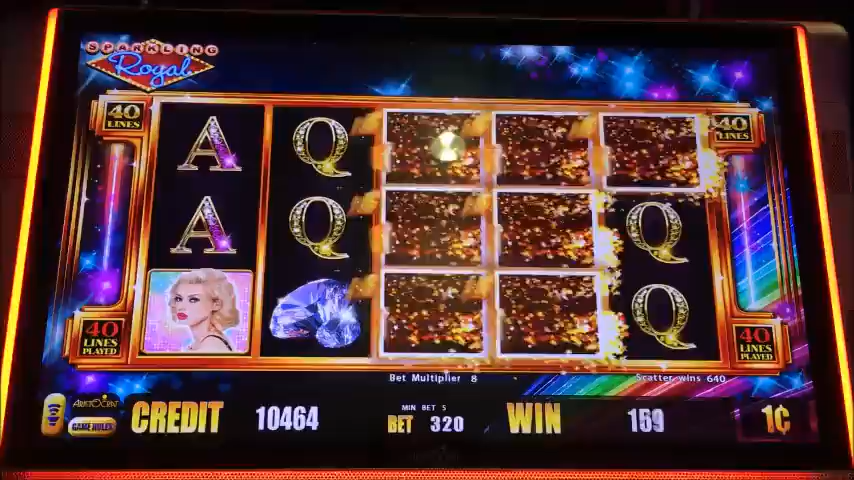 SPARKLING
Royal
40
LINES
40
LINES
A
Q
A
Q
Q
Q
40
LINES
PLAYED
40
LINES
PLAYED
Bet Multiplier 8
Scatter wins 640
ARISTOCRAT
GAME RULES
CREDIT 10464
MIN BET 5
BET 320
WIN 159
1¢